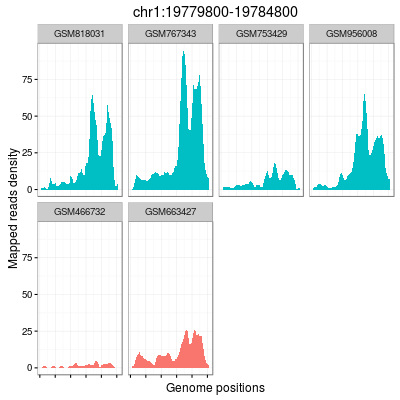 chr1:19779800-19784800
GSM818031 GSM767343 GSM753429 GSM956008
75
50
25
0
GSM466732 GSM663427
75
50
25
0
Mapped reads density
Genome positions